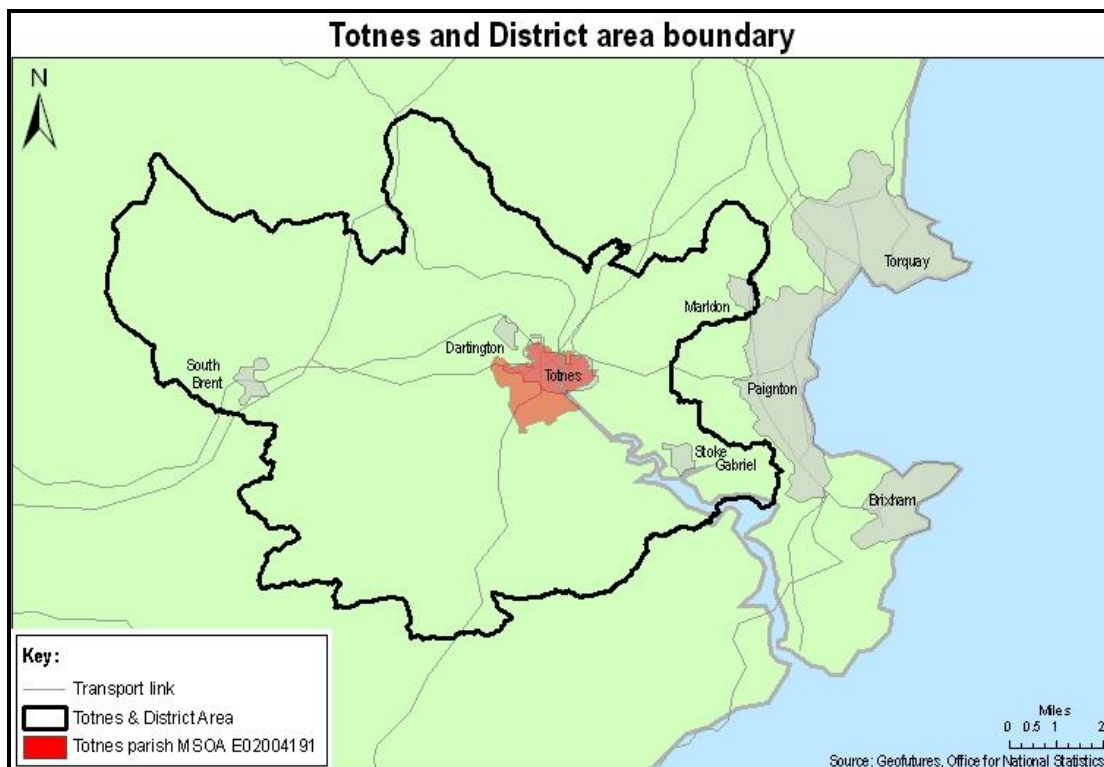 Totnes and District area boundary
N
Torquay
Marldon
Dartington
South
Brent
Totnes
Paignton
Stoke
Gabriel
Brixham
Key:
Transport link
Totnes & District Area
Totnes parish MSOA E02004191
Miles
0 0.5 1 2
Source: Geofutures, Office for National Statistics